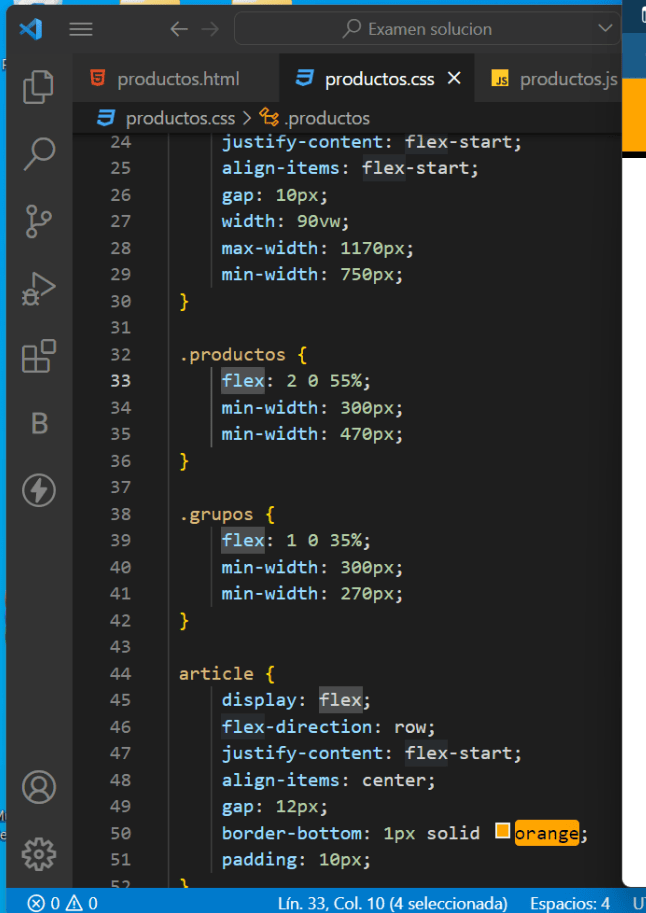 Examen solucion
productos.html
productos.css
JS productos.js
productos.css > .productos
24 justify-content: flex-start;
25 align-items: flex-start;
26 gap: 10px;
27 width: 90vw;
28 max-width: 1170px;
29 min-width: 750px;
30 }
31
32 .productos {
33 flex: 2 0 55%;
34 min-width: 300px;
35 min-width: 470px;
36 }
37
38 .grupos {
39 flex: 1 0 35%;
40 min-width: 300px;
41 min-width: 270px;
42 }
43
44 article {
45 display: flex;
46 flex-direction: row;
47 justify-content: flex-start;
48 align-items: center;
49 gap: 12px;
50 border-bottom: 1px solid orange;
51 padding: 10px;
52 }
B
0 0 Lín. 33, Col. 10 (4 seleccionada) Espacios: 4